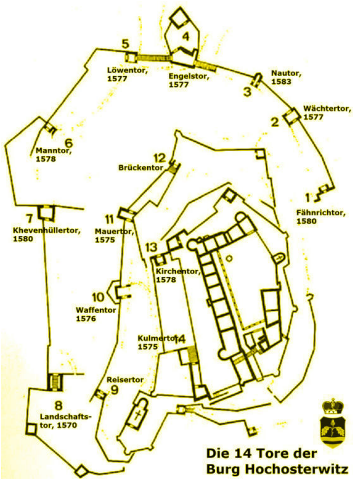 5
Löwentor,
1577
4
Engelstor,
1577
Nautor,
1583
3
Wächtertor,
1577
2
1
Fähnrichtor,
1580
6
Manntor,
1578
12
Brückentor
7
Khevenhüllertor
1580
11
Mauertor,
1575
13
Kirchentor,
1578
10
Waffentor
1576
Kulmertor,
1575
14
Reisertor
9
8
Landschafts-
tor, 1570
Die 14 Tore der
Burg Hochosterwitz